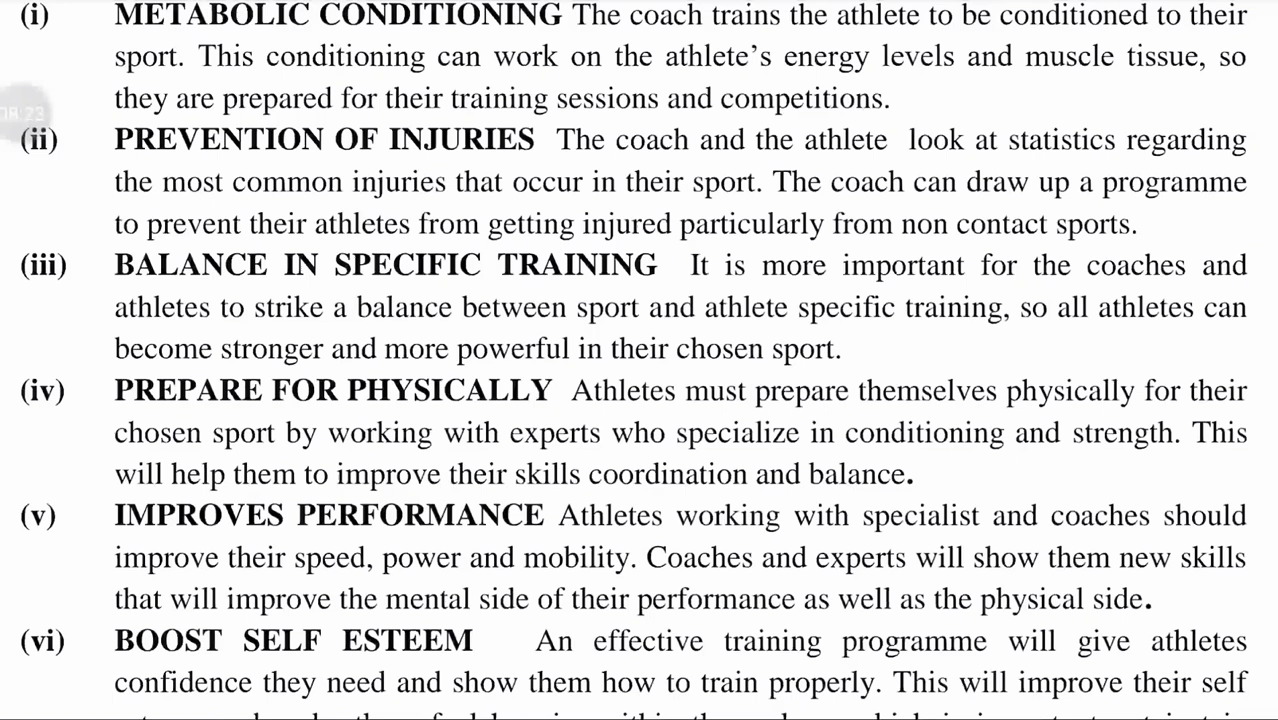 (i) METABOLIC CONDITIONING The coach trains the athlete to be conditioned to their
sport. This conditioning can work on the athlete’s energy levels and muscle tissue, so
they are prepared for their training sessions and competitions.
08:23
(ii) PREVENTION OF INJURIES The coach and the athlete look at statistics regarding
the most common injuries that occur in their sport. The coach can draw up a programme
to prevent their athletes from getting injured particularly from non contact sports.
(iii) BALANCE IN SPECIFIC TRAINING It is more important for the coaches and
athletes to strike a balance between sport and athlete specific training, so all athletes can
become stronger and more powerful in their chosen sport.
(iv) PREPARE FOR PHYSICALLY Athletes must prepare themselves physically for their
chosen sport by working with experts who specialize in conditioning and strength. This
will help them to improve their skills coordination and balance.
(v) IMPROVES PERFORMANCE Athletes working with specialist and coaches should
improve their speed, power and mobility. Coaches and experts will show them new skills
that will improve the mental side of their performance as well as the physical side.
(vi) BOOST SELF ESTEEM An effective training programme will give athletes
confidence they need and show them how to train properly. This will improve their self